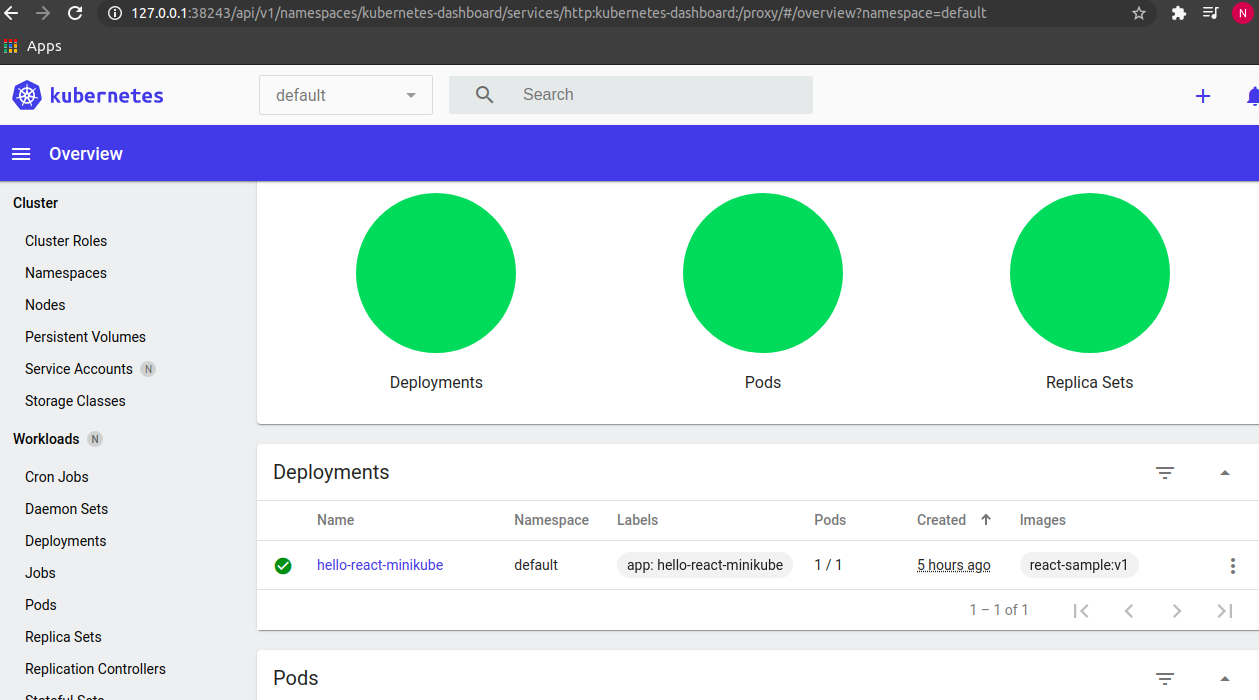 127.0.0.1:38243/api/v1/namespaces/kubernetes-dashboard/services/http:kubernetes-dashboard:/proxy/#/overview?namespace=default
N
Apps
kubernetes
default
Search
Overview
Cluster
Cluster Roles
Namespaces
Nodes
Persistent Volumes
Service Accounts N
Storage Classes
Workloads N
Cron Jobs
Daemon Sets
Deployments
Jobs
Pods
Replica Sets
Replication Controllers
Stateful Sets
Deployments Pods Replica Sets
Deployments
Name Namespace Labels Pods Created Images
hello-react-minikube default app: hello-react-minikube 1 / 1 5 hours ago react-sample:v1
1 – 1 of 1
Pods